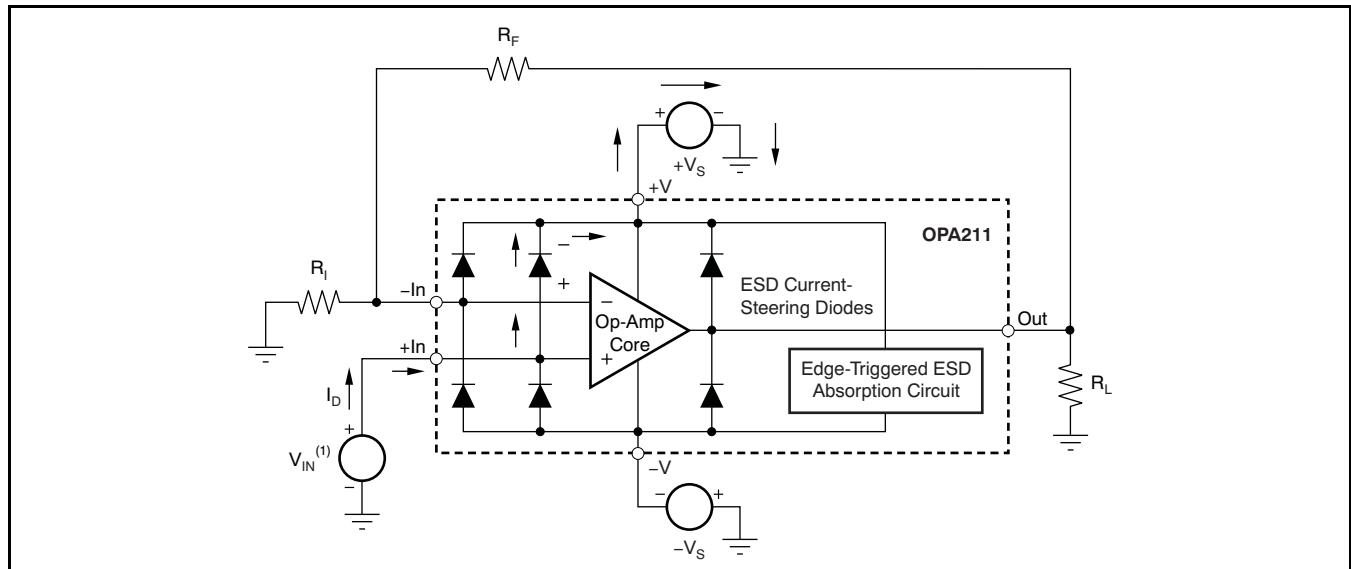 R_F
+ −
+V_S
+V
OPA211
−
+
R_I
−In
−
Op-Amp
Core
+
ESD Current-
Steering Diodes
Out
+In
Edge-Triggered ESD
Absorption Circuit
R_L
I_D
+
V_IN^(1)
−
−V
− +
−V_S